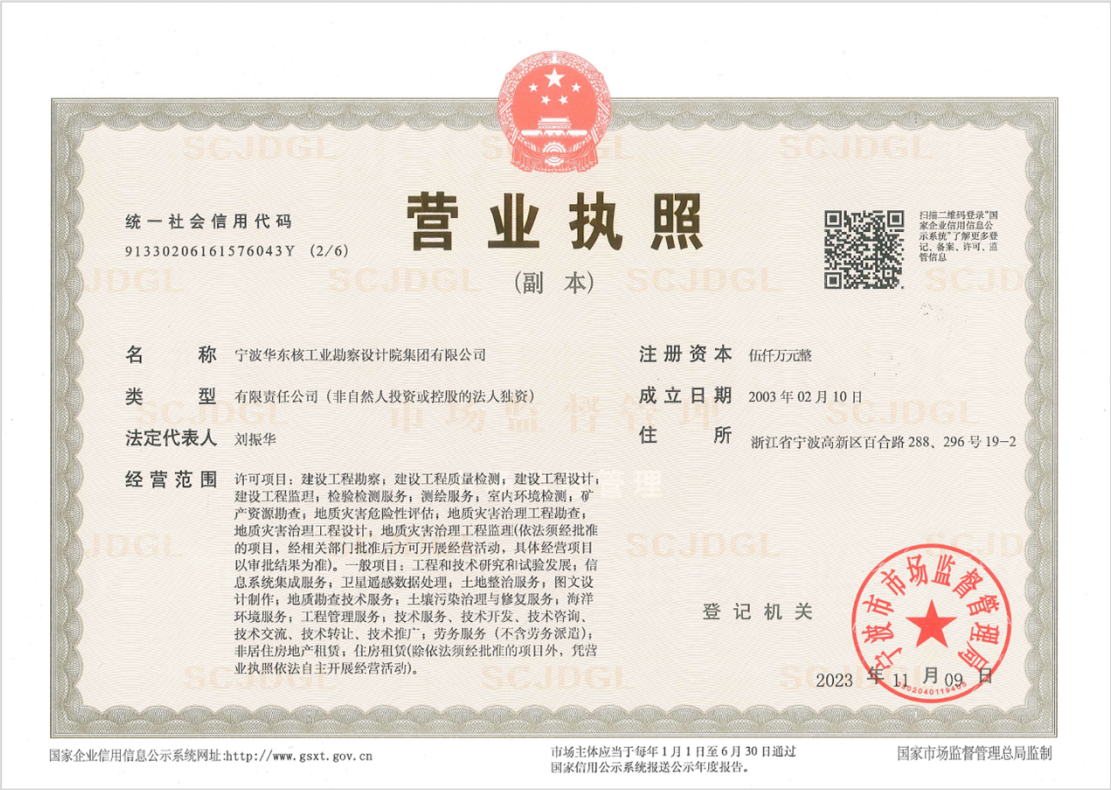 营业执照
(副 本)
统一社会信用代码
91330206161576043Y (2/6)
扫描二维码登录"国
家企业信用信息公
示系统"了解更多登
记、备案、许可、监
管信息
名 称 宁波华东核工业勘察设计院集团有限公司
类 型 有限责任公司(非自然人投资或控股的法人独资)
法定代表人 刘振华
经营范围 许可项目:建设工程勘察;建设工程质量检测;建设工程设计;
建设工程监理;检验检测服务;测绘服务;室内环境检测;矿
产资源勘查;地质灾害危险性评估;地质灾害治理工程勘查;
地质灾害治理工程设计;地质灾害治理工程监理(依法须经批准
的项目,经相关部门批准后方可开展经营活动,具体经营项目
以审批结果为准)。一般项目:工程和技术研究和试验发展;信
息系统集成服务;卫星遥感数据处理;土地整治服务;图文设
计制作;地质勘查技术服务;土壤污染治理与修复服务;海洋
环境服务;工程管理服务;技术服务、技术开发、技术咨询、
技术交流、技术转让、技术推广;劳务服务(不含劳务派遣);
非居住房地产租赁;住房租赁(除依法须经批准的项目外,凭营
业执照依法自主开展经营活动)。
注册资本 伍仟万元整
成立日期 2003年02月10日
住 所 浙江省宁波高新区百合路288、296号19-2
登记机关
宁波市市场监督管理局
2023 年 11 月 09 日
国家企业信用信息公示系统网址:http://www.gsxt.gov.cn
市场主体应当于每年1月1日至6月30日通过
国家信用公示系统报送公示年度报告。
国家市场监督管理总局监制
SCJDGL
市场监督管理